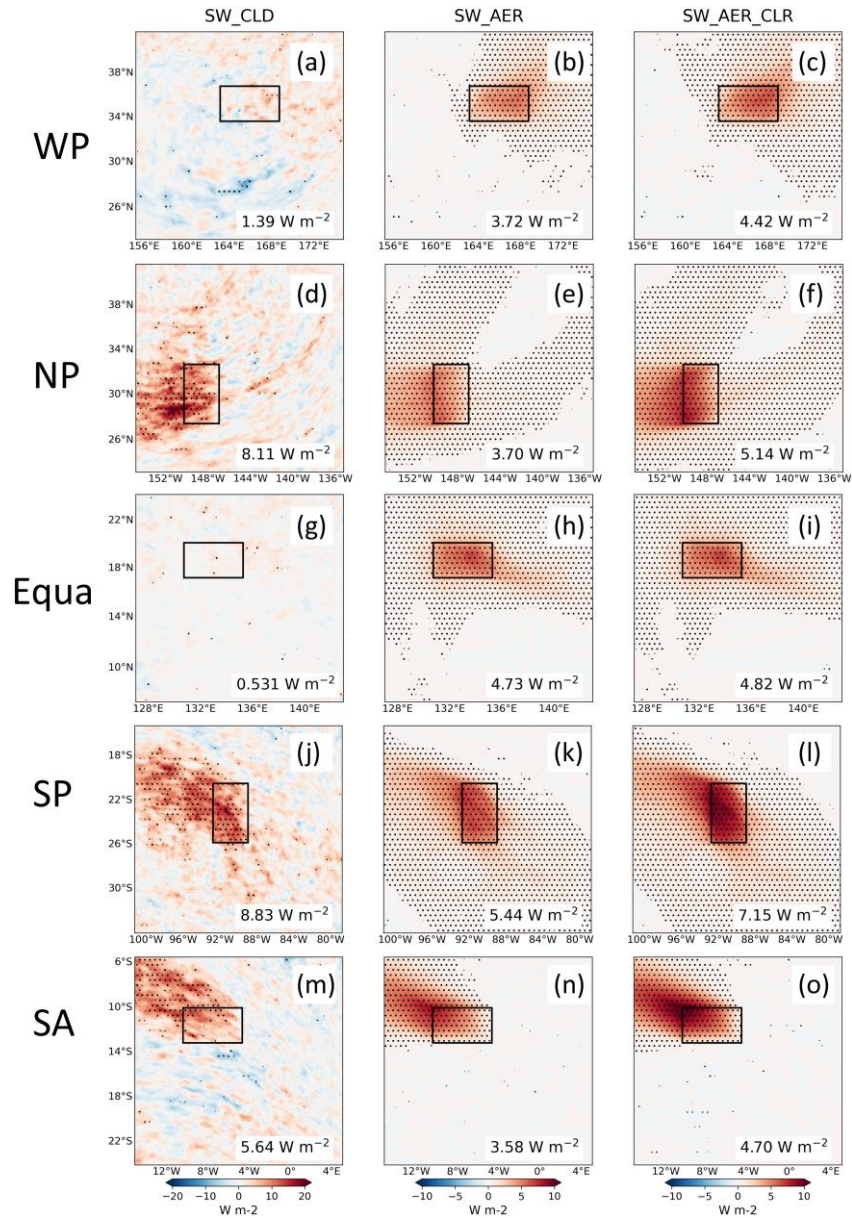 SW_CLD SW_AER SW_AER_CLR
WP
(a) (b) (c)
38°N
34°N
30°N
26°N
1.39 W m⁻² 3.72 W m⁻² 4.42 W m⁻²
156°E 160°E 164°E 168°E 172°E 156°E 160°E 164°E 168°E 172°E 156°E 160°E 164°E 168°E 172°E
NP
(d) (e) (f)
38°N
34°N
30°N
26°N
8.11 W m⁻² 3.70 W m⁻² 5.14 W m⁻²
152°W 148°W 144°W 140°W 136°W 152°W 148°W 144°W 140°W 136°W 152°W 148°W 144°W 140°W 136°W
Equa
(g) (h) (i)
22°N
18°N
14°N
10°N
0.531 W m⁻² 4.73 W m⁻² 4.82 W m⁻²
128°E 132°E 136°E 140°E 128°E 132°E 136°E 140°E 128°E 132°E 136°E 140°E
SP
(j) (k) (l)
18°S
22°S
26°S
30°S
8.83 W m⁻² 5.44 W m⁻² 7.15 W m⁻²
100°W 96°W 92°W 88°W 84°W 80°W 100°W 96°W 92°W 88°W 84°W 80°W 100°W 96°W 92°W 88°W 84°W 80°W
SA
(m) (n) (o)
6°S
10°S
14°S
18°S
22°S
5.64 W m⁻² 3.58 W m⁻² 4.70 W m⁻²
12°W 8°W 4°W 0° 4°E 12°W 8°W 4°W 0° 4°E 12°W 8°W 4°W 0° 4°E
−20 −10 0 10 20 −10 −5 0 5 10 −10 −5 0 5 10
W m-2 W m-2 W m-2